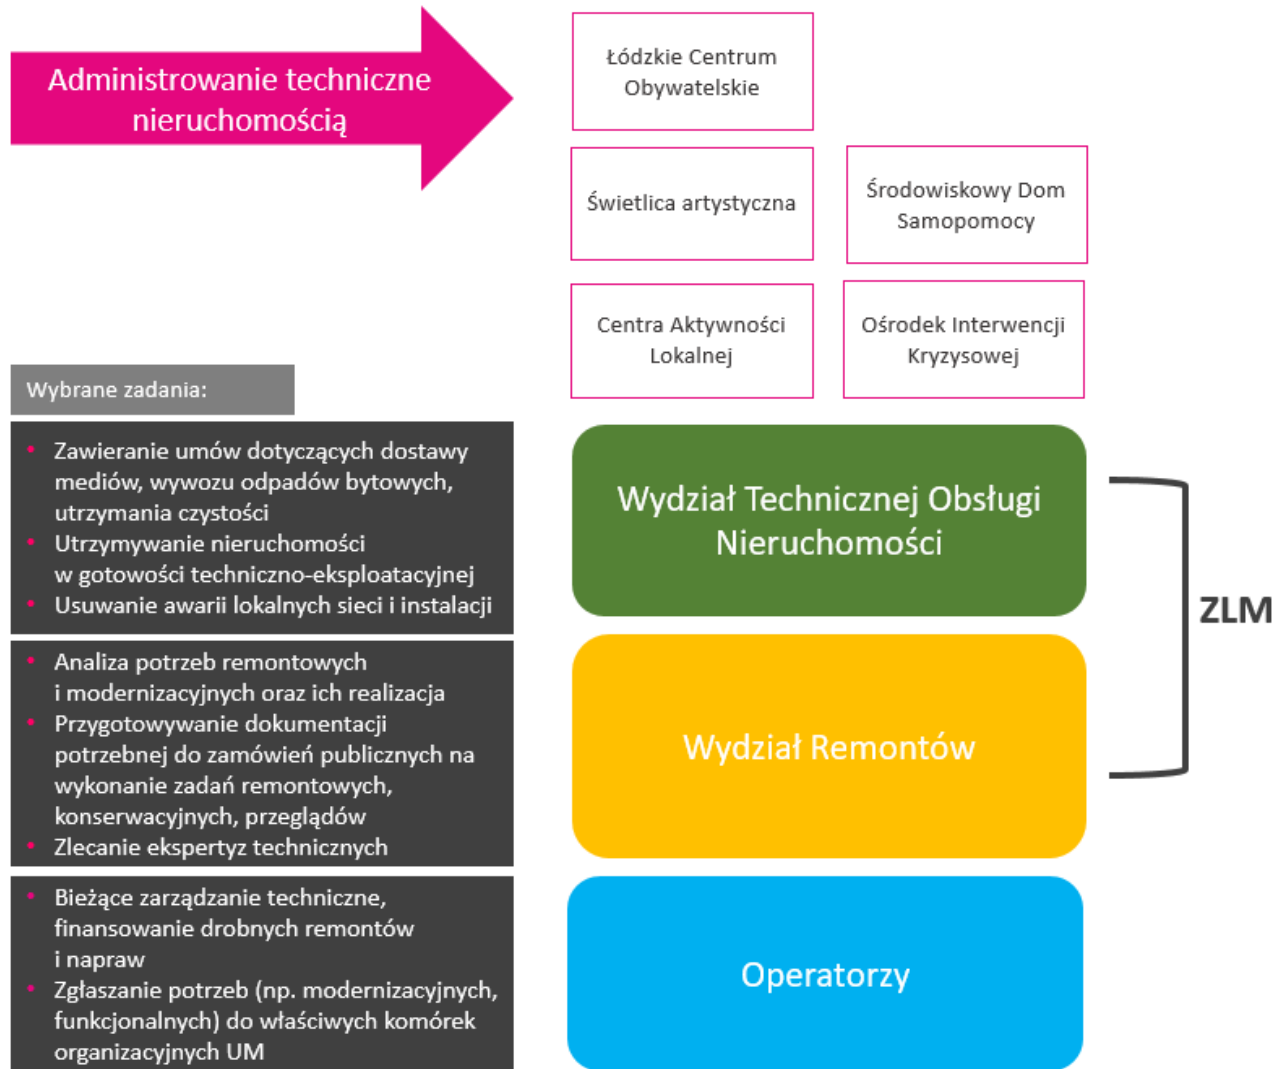 Administrowanie techniczne
nieruchomością
Łódzkie Centrum
Obywatelskie
Świetlica artystyczna
Środowiskowy Dom
Samopomocy
Centra Aktywności
Lokalnej
Ośrodek Interwencji
Kryzysowej
Wybrane zadania:
• Zawieranie umów dotyczących dostawy
mediów, wywozu odpadów bytowych,
utrzymania czystości
• Utrzymywanie nieruchomości
w gotowości techniczno-eksploatacyjnej
• Usuwanie awarii lokalnych sieci i instalacji
Wydział Technicznej Obsługi
Nieruchomości
ZLM
• Analiza potrzeb remontowych
i modernizacyjnych oraz ich realizacja
• Przygotowywanie dokumentacji
potrzebnej do zamówień publicznych na
wykonanie zadań remontowych,
konserwacyjnych, przeglądów
• Zlecanie ekspertyz technicznych
Wydział Remontów
• Bieżące zarządzanie techniczne,
finansowanie drobnych remontów
i napraw
• Zgłaszanie potrzeb (np. modernizacyjnych,
funkcjonalnych) do właściwych komórek
organizacyjnych UM
Operatorzy